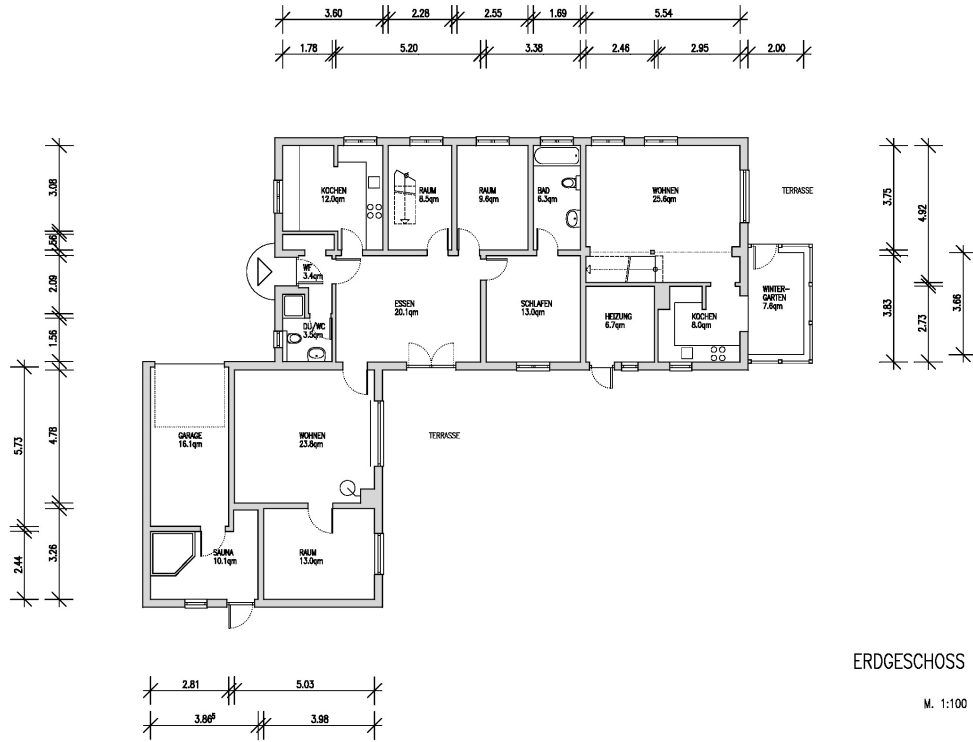 3.60 2.28 2.55 1.69 5.54
1.78 5.20 3.38 2.46 2.95 2.00
3.08
.56
2.09
1.56
4.78
3.26
5.73
2.44
KOCHEN
12.0qm
RAUM
8.5qm
RAUM
9.6qm
BAD
6.3qm
WOHNEN
25.6qm
TERRASSE
3.75
4.92
3.83
2.73
3.66
WF
3.4qm
DU/WC
3.5qm
ESSEN
20.1qm
SCHLAFEN
13.0qm
HEIZUNG
6.7qm
KOCHEN
8.0qm
WINTER-
GARTEN
7.6qm
GARAGE
16.1qm
WOHNEN
23.8qm
TERRASSE
SAUNA
10.1qm
RAUM
13.0qm
ERDGESCHOSS
M. 1:100
2.81 5.03
3.86⁵ 3.98